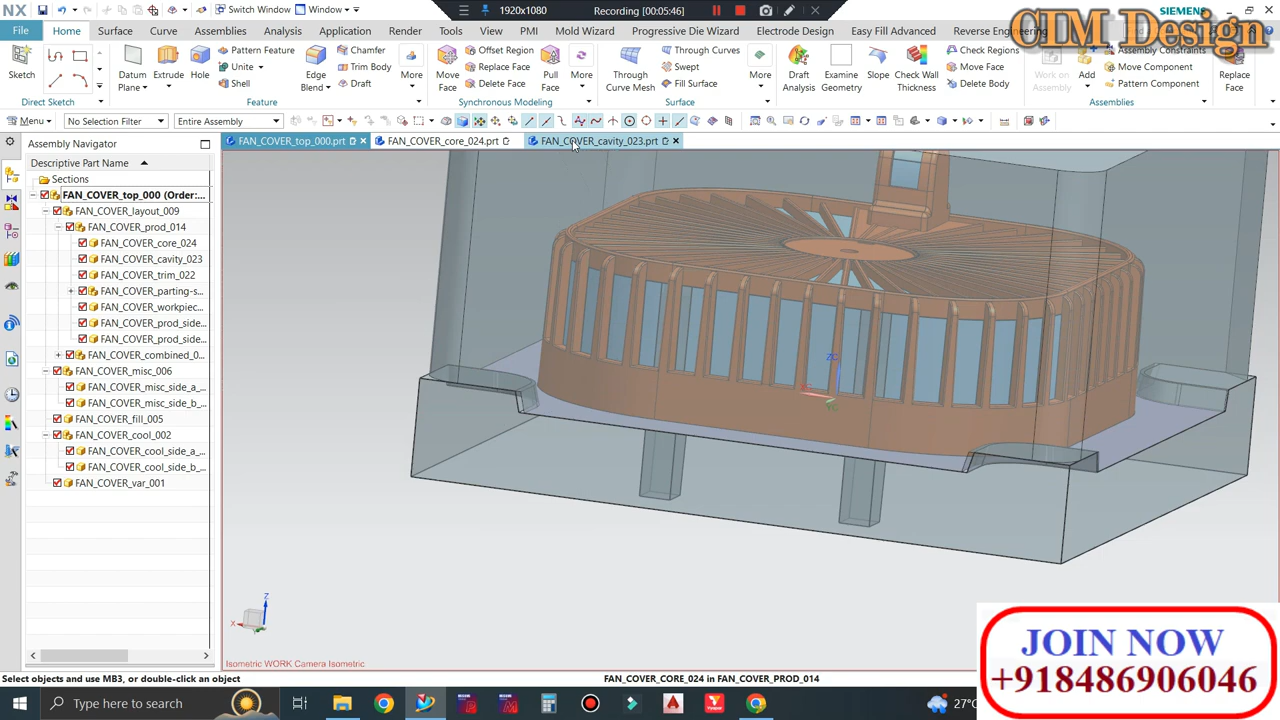 NX
Switch Window
Window
1920x1080
Recording [00:05:46]
SIEMENS
CIM Design
File
Home
Surface
Curve
Assemblies
Analysis
Application
Render
Tools
View
PMI
Mold Wizard
Progressive Die Wizard
Electrode Design
Easy Fill Advanced
Reverse Engineering
Sketch
Direct Sketch
Datum Plane
Extrude
Hole
Pattern Feature
Unite
Shell
Edge Blend
Chamfer
Trim Body
Draft
More
Feature
Move Face
Offset Region
Replace Face
Delete Face
Pull Face
More
Synchronous Modeling
Through Curve Mesh
Through Curves
Swept
Fill Surface
More
Surface
Draft Analysis
Examine Geometry
Slope
Check Wall Thickness
Check Regions
Move Face
Delete Body
Work on Assembly
Add
Assembly Constraints
Move Component
Pattern Component
Assemblies
Replace Face
Menu
No Selection Filter
Entire Assembly
Assembly Navigator
FAN_COVER_top_000.prt
FAN_COVER_core_024.prt
FAN_COVER_cavity_023.prt
Descriptive Part Name
Sections
FAN_COVER_top_000 (Order:...
FAN_COVER_layout_009
FAN_COVER_prod_014
FAN_COVER_core_024
FAN_COVER_cavity_023
FAN_COVER_trim_022
FAN_COVER_parting-s...
FAN_COVER_workpiec...
FAN_COVER_prod_side...
FAN_COVER_prod_side...
FAN_COVER_combined_0...
FAN_COVER_misc_006
FAN_COVER_misc_side_a_...
FAN_COVER_misc_side_b_...
FAN_COVER_fill_005
FAN_COVER_cool_002
FAN_COVER_cool_side_a_...
FAN_COVER_cool_side_b_...
FAN_COVER_var_001
ZC
XC
YC
Z
X
Isometric WORK Camera Isometric
Select objects and use MB3, or double-click an object
FAN_COVER_CORE_024 in FAN_COVER_PROD_014
JOIN NOW
+918486906046
Type here to search
27°C